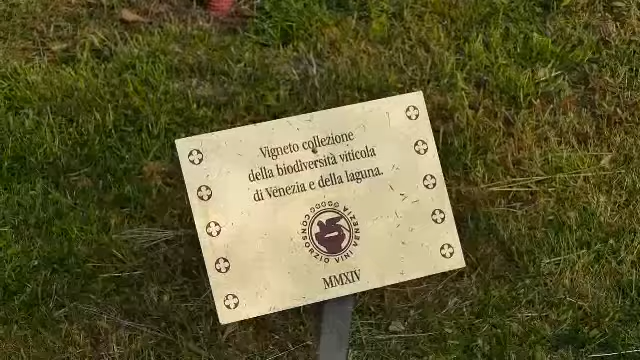 Vigneto collezione
della biodiversità viticola
di Venezia e della laguna.
CONSORZIO VINI VENEZIA
MMXIV